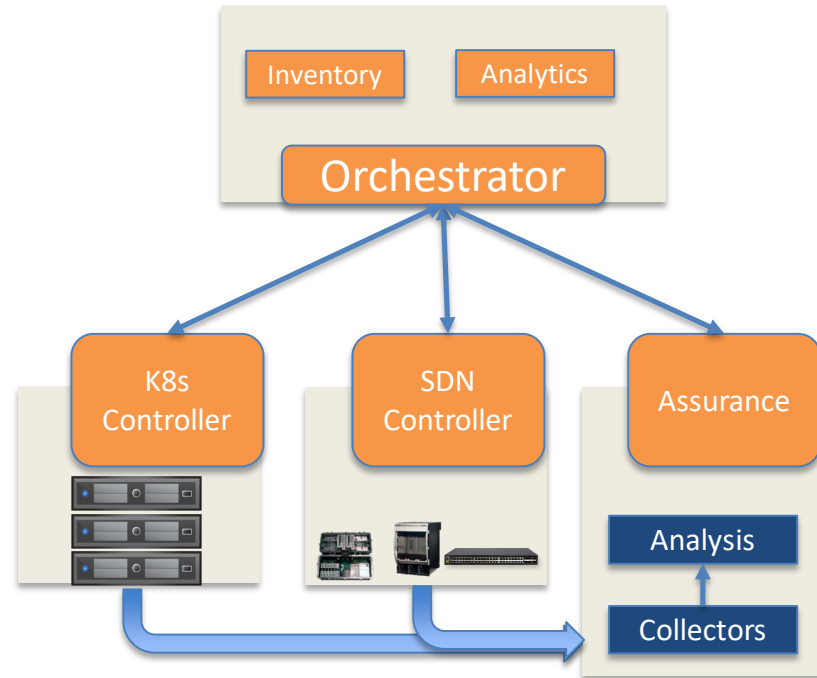 Inventory
Analytics
Orchestrator
K8s
Controller
SDN
Controller
Assurance
Analysis
Collectors